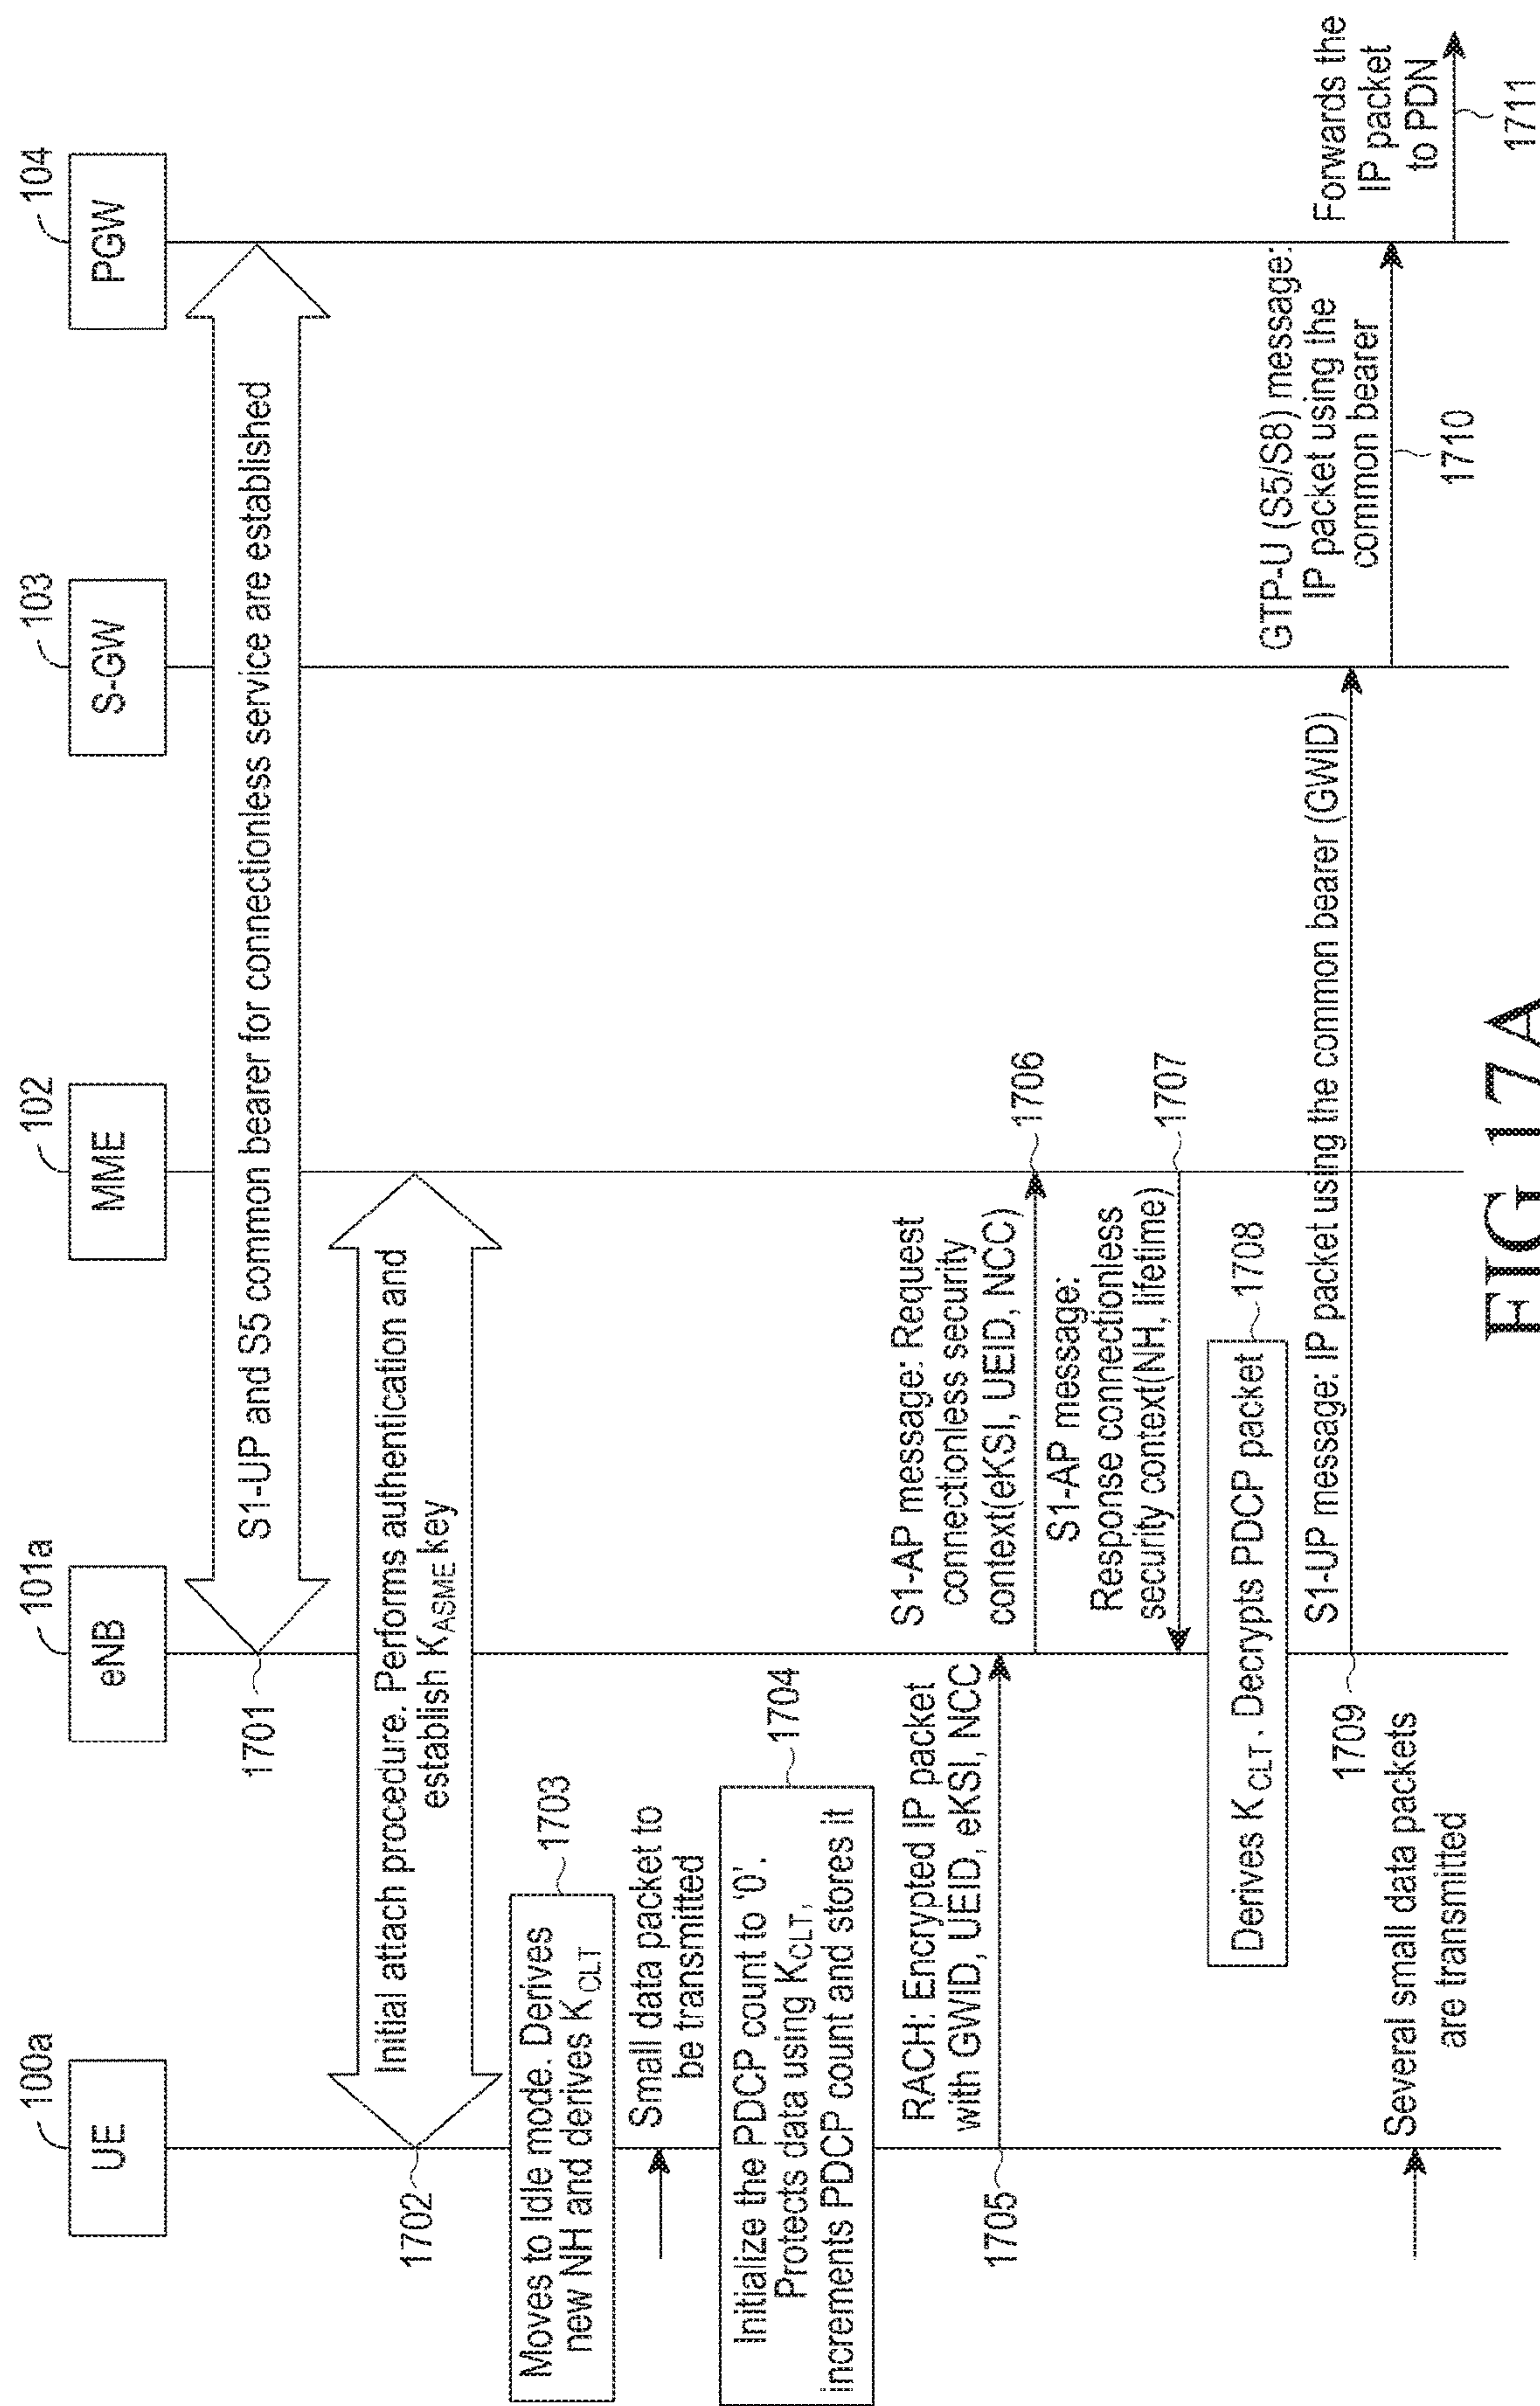 100a
UE
101a
eNB
102
MME
103
S-GW
104
PGW
S1-UP and S5 common bearer for connectionless service are established
1701
Initial attach procedure. Performs authentication and
establish KASME key
1702
Moves to Idle mode. Derives
new NH and derives KCLT
1703
Small data packet to
be transmitted
Initialize the PDCP count to '0'.
Protects data using KCLT,
increments PDCP count and stores it
1704
RACH: Encrypted IP packet
with GWID, UEID, eKSI, NCC
1705
S1-AP message: Request
connectionless security
context(eKSI, UEID, NCC)
1706
S1-AP message:
Response connectionless
security context(NH, lifetime)
1707
Derives KCLT. Decrypts PDCP packet
1708
S1-UP message: IP packet using the common bearer (GWID)
1709
GTP-U (S5/S8) message:
IP packet using the
common bearer
1710
Forwards the
IP packet
to PDN
1711
Several small data packets
are transmitted
FIG.17A